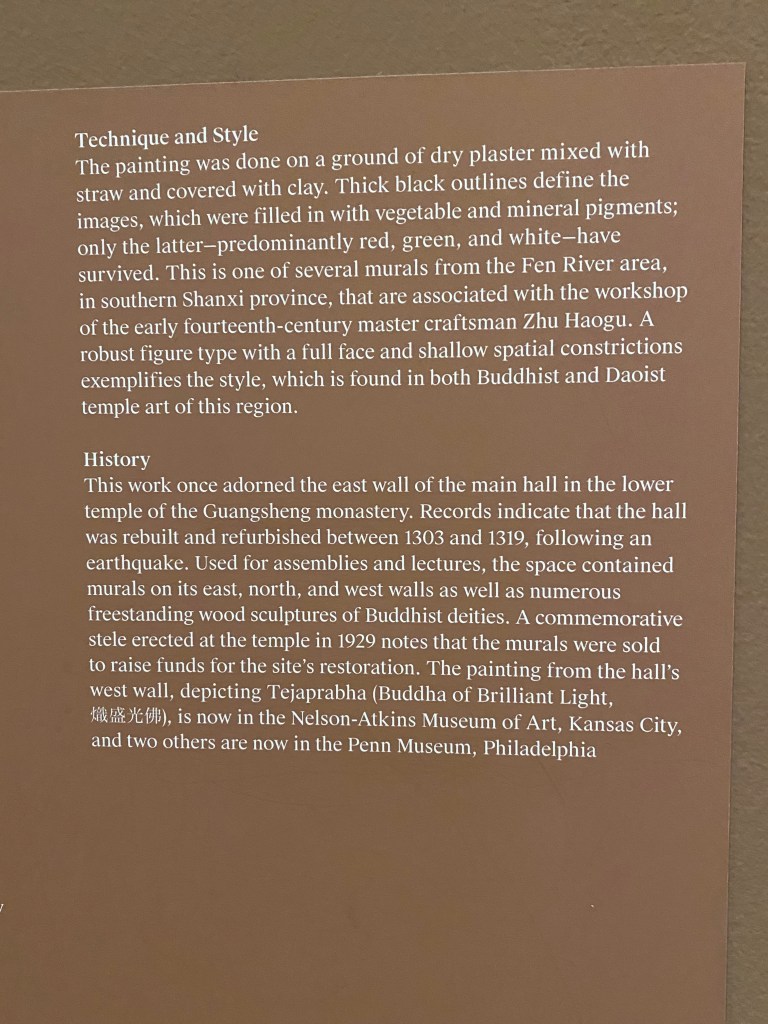 Technique and Style
The painting was done on a ground of dry plaster mixed with
straw and covered with clay. Thick black outlines define the
images, which were filled in with vegetable and mineral pigments;
only the latter—predominantly red, green, and white—have
survived. This is one of several murals from the Fen River area,
in southern Shanxi province, that are associated with the workshop
of the early fourteenth-century master craftsman Zhu Haogu. A
robust figure type with a full face and shallow spatial constrictions
exemplifies the style, which is found in both Buddhist and Daoist
temple art of this region.
History
This work once adorned the east wall of the main hall in the lower
temple of the Guangsheng monastery. Records indicate that the hall
was rebuilt and refurbished between 1303 and 1319, following an
earthquake. Used for assemblies and lectures, the space contained
murals on its east, north, and west walls as well as numerous
freestanding wood sculptures of Buddhist deities. A commemorative
stele erected at the temple in 1929 notes that the murals were sold
to raise funds for the site's restoration. The painting from the hall's
west wall, depicting Tejaprabha (Buddha of Brilliant Light,
熾盛光佛), is now in the Nelson-Atkins Museum of Art, Kansas City,
and two others are now in the Penn Museum, Philadelphia